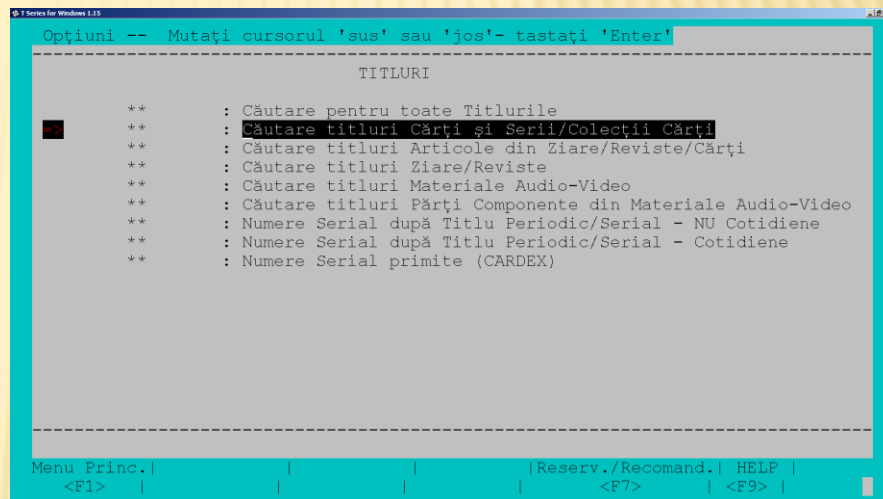 T Series for Windows 1.15
Opţiuni -- Mutaţi cursorul 'sus' sau 'jos'- tastaţi 'Enter'
TITLURI
** : Căutare pentru toate Titlurile
=> ** : Căutare titluri Cărţi şi Serii/Colecţii Cărţi
** : Căutare titluri Articole din Ziare/Reviste/Cărţi
** : Căutare titluri Ziare/Reviste
** : Căutare titluri Materiale Audio-Video
** : Căutare titluri Părţi Componente din Materiale Audio-Video
** : Numere Serial după Titlu Periodic/Serial - NU Cotidiene
** : Numere Serial după Titlu Periodic/Serial - Cotidiene
** : Numere Serial primite (CARDEX)
Menu Princ.| | | |Reserv./Recomand.| HELP |
<F1> | | | | <F7> | <F9> |